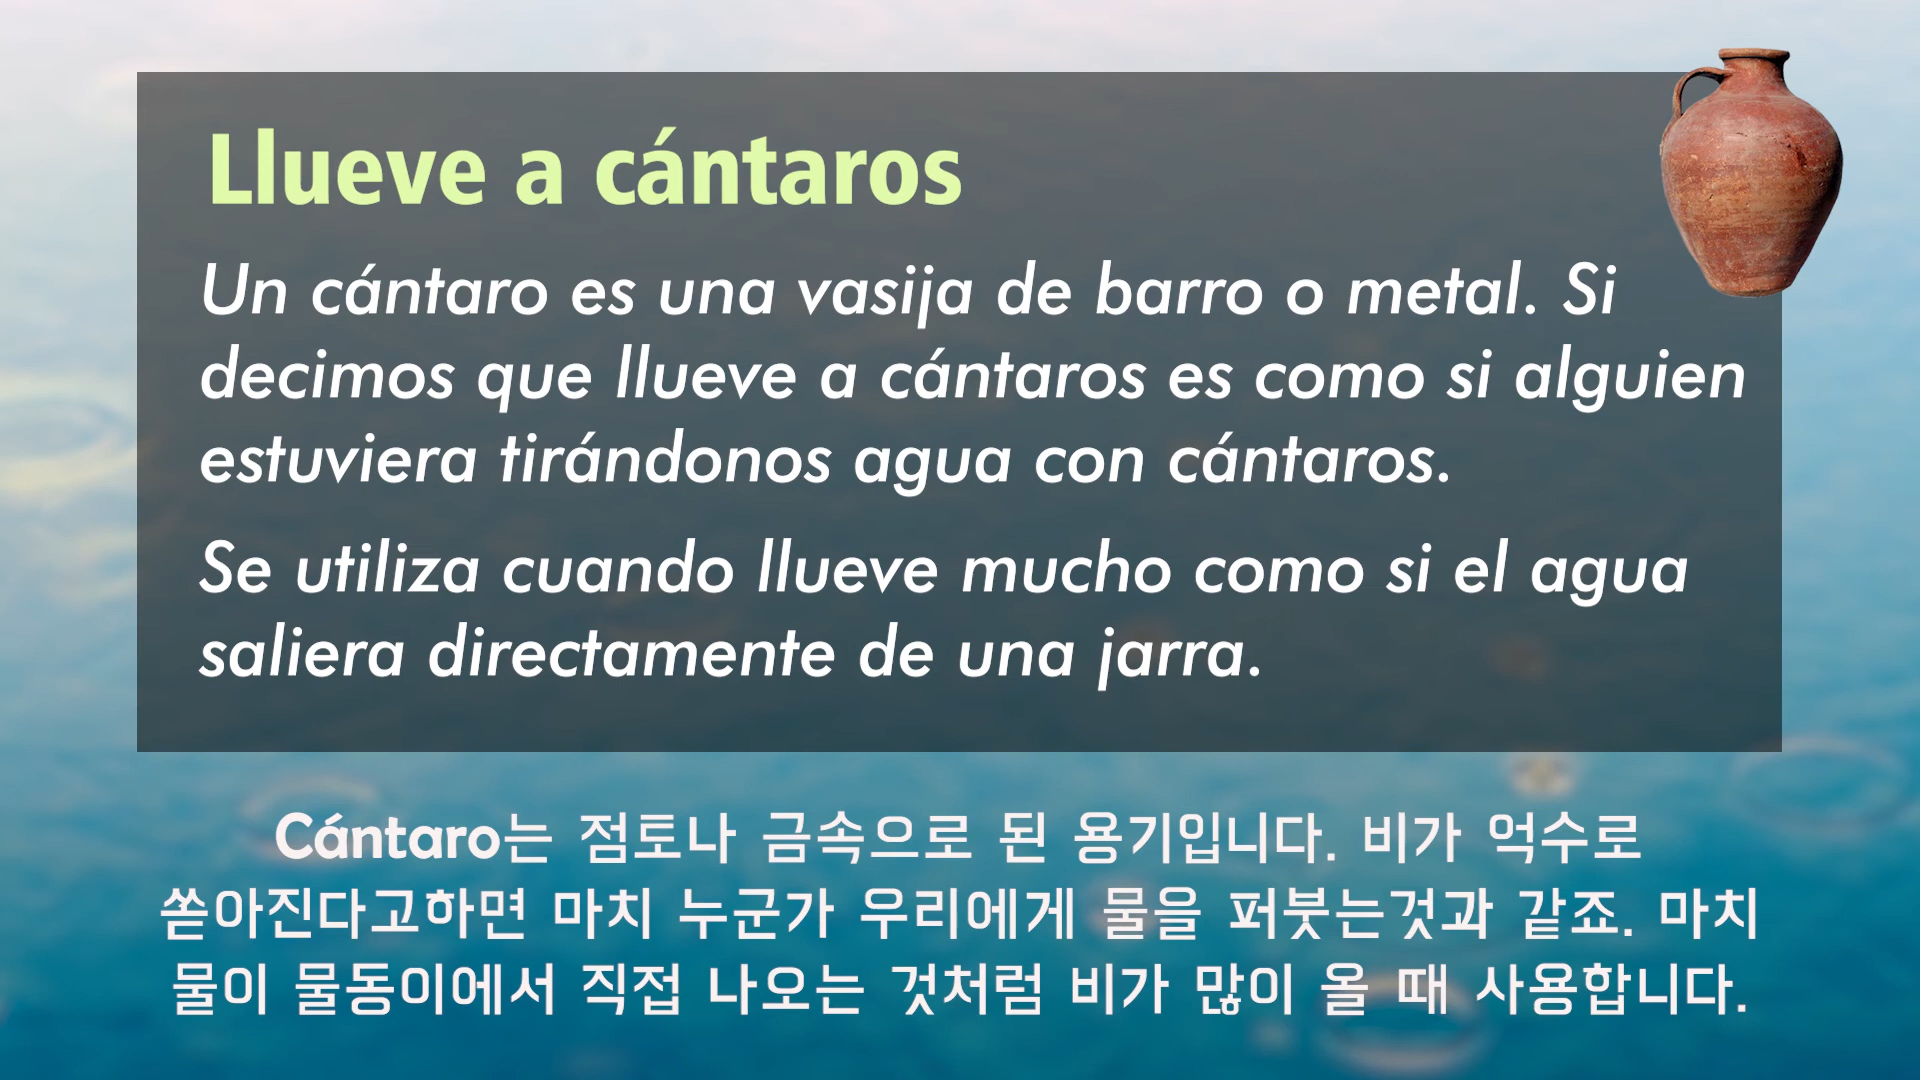 Llueve a cántaros
Un cántaro es una vasija de barro o metal. Si
decimos que llueve a cántaros es como si alguien
estuviera tirándonos agua con cántaros.
Se utiliza cuando llueve mucho como si el agua
saliera directamente de una jarra.
Cántaro는 점토나 금속으로 된 용기입니다. 비가 억수로
쏟아진다고하면 마치 누군가 우리에게 물을 퍼붓는것과 같죠. 마치
물이 물동이에서 직접 나오는 것처럼 비가 많이 올 때 사용합니다.